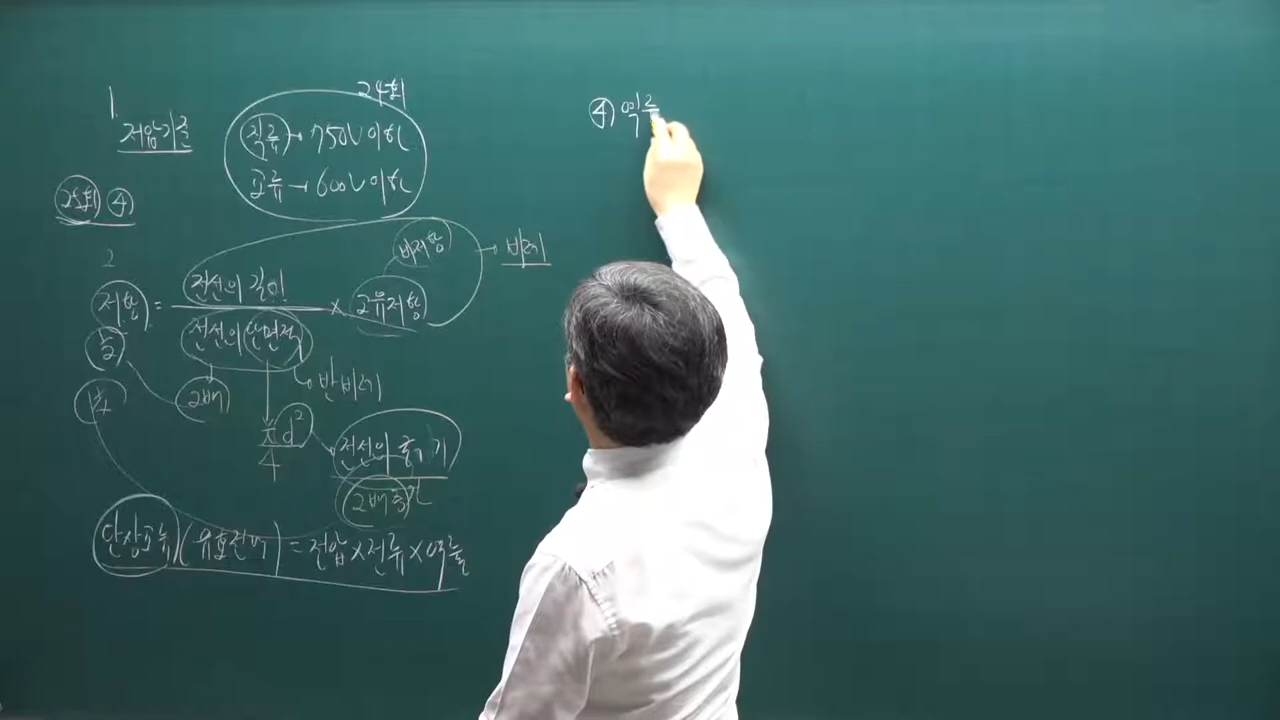 24회
1
저압기준
직류 → 750V 이하
교류 → 600V 이하
25회 ④
2
비저항
→ 비례
저항 = 전선의 길이 / 전선의 단면적 × 고유저항
2배
반비례
πd² / 4
전선의 굵기
2배
단상교류 (유효전력) = 전압 × 전류 × 역률
④ 역률